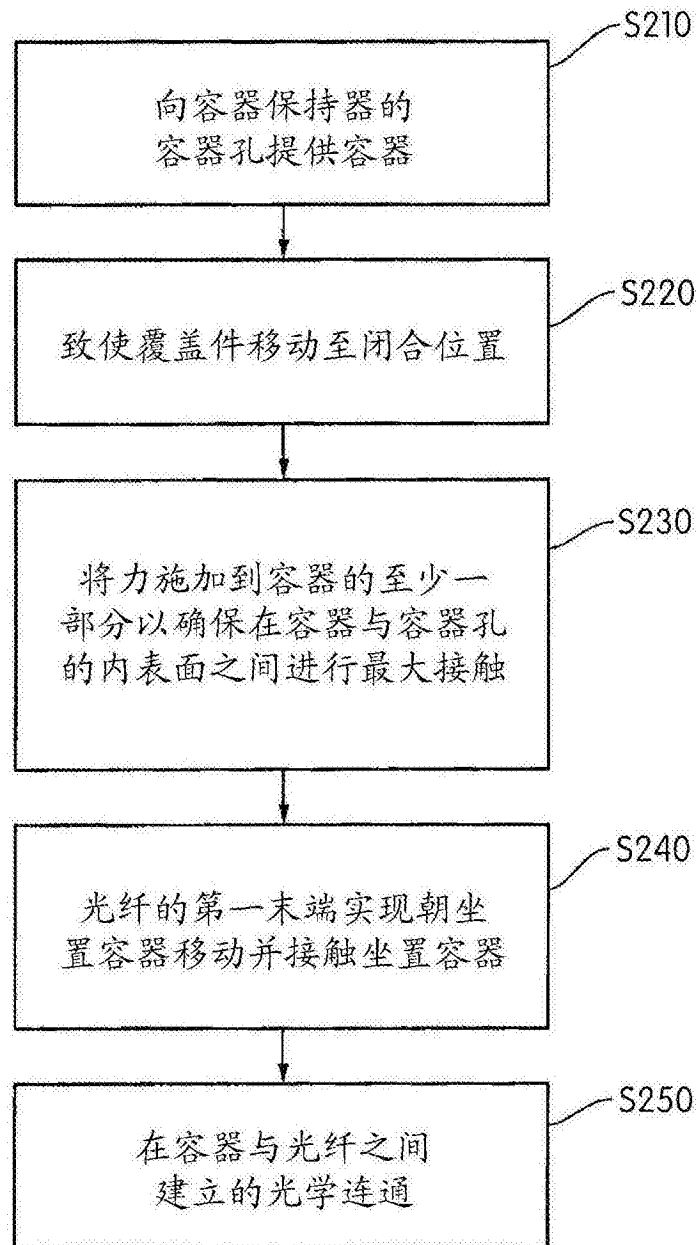 S210
向容器保持器的
容器孔提供容器
S220
致使覆盖件移动至闭合位置
S230
将力施加到容器的至少一
部分以确保在容器与容器孔
的内表面之间进行最大接触
S240
光纤的第一末端实现朝坐
置容器移动并接触坐置容器
S250
在容器与光纤之间
建立的光学连通